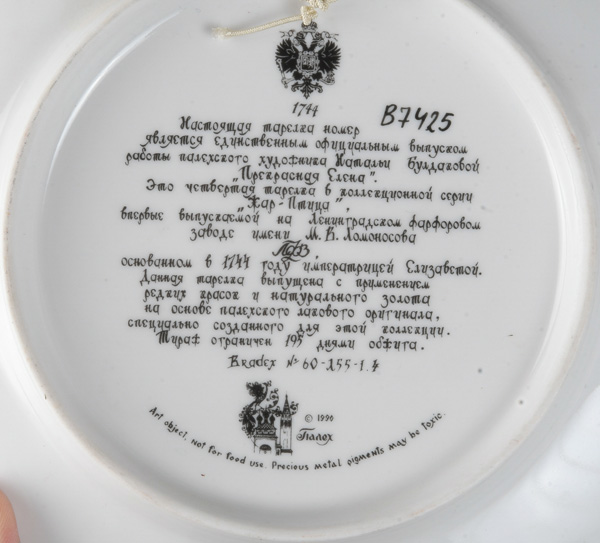 1744
Настоящая тарелка номер B7425
является единственным официальным выпуском
работы палехского художника Натальи Булдаковой
„Прекрасная Елена".
Это четвертая тарелка в коллекционной серии
„Жар-Птица",
впервые выпускаемой на Ленинградском фарфоровом
заводе имени М.В.Ломоносова
ЛФЗ
основанном в 1744 году императрицей Елизаветой.
Данная тарелка выпущена с применением
редких красок и натурального золота
на основе палехского лакового оригинала,
специально созданного для этой коллекции.
Тираж ограничен 195 днями обжига.
Bradex № 60-L55-1.4
© 1990
Палех
Art object, not for food use. Precious metal pigments may be toxic.